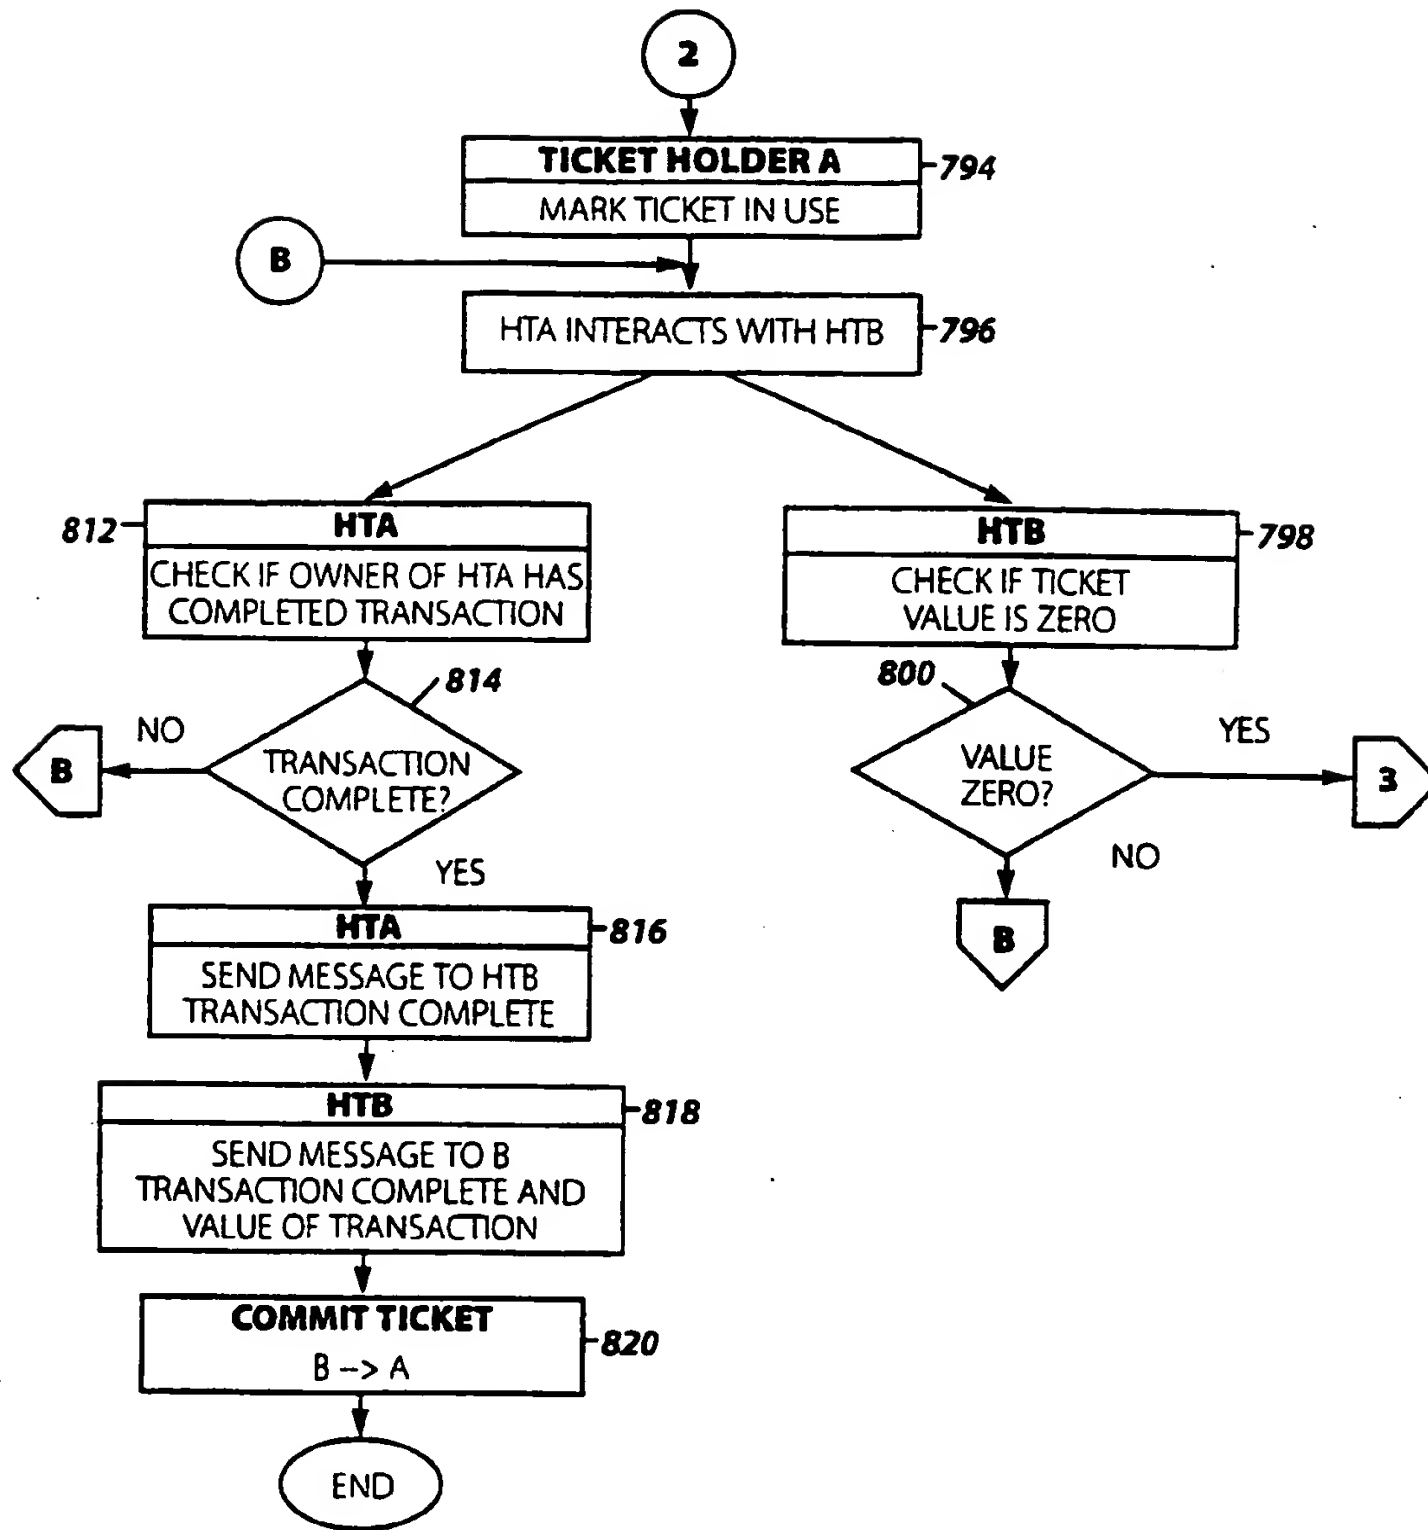 2
TICKET HOLDER A
794
MARK TICKET IN USE
B
HTA INTERACTS WITH HTB
796
812
HTA
CHECK IF OWNER OF HTA HAS
COMPLETED TRANSACTION
HTB
798
CHECK IF TICKET
VALUE IS ZERO
814
NO
B
TRANSACTION
COMPLETE?
YES
800
VALUE
ZERO?
YES
3
NO
B
HTA
816
SEND MESSAGE TO HTB
TRANSACTION COMPLETE
HTB
818
SEND MESSAGE TO B
TRANSACTION COMPLETE AND
VALUE OF TRANSACTION
COMMIT TICKET
820
B -> A
END